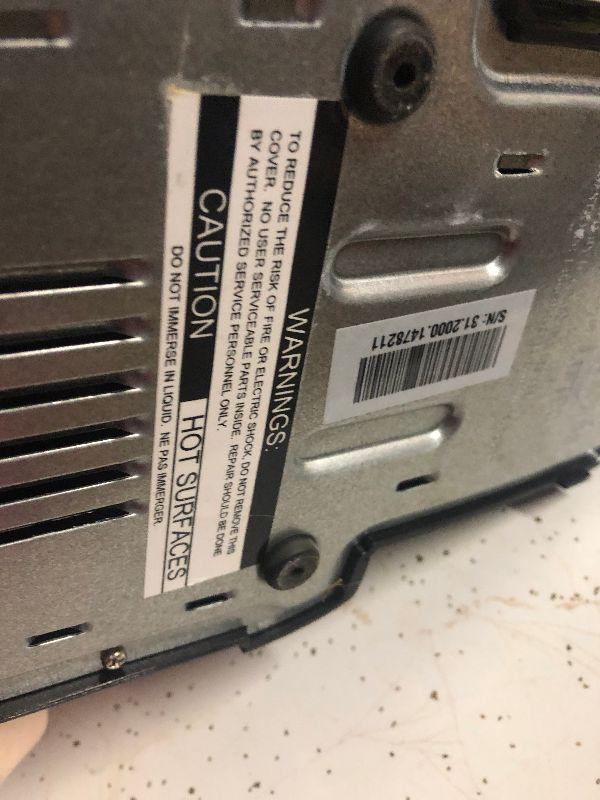 WARNINGS:
TO REDUCE THE RISK OF FIRE OR ELECTRIC SHOCK, DO NOT REMOVE THIS
COVER. NO USER SERVICEABLE PARTS INSIDE. REPAIR SHOULD BE DONE
BY AUTHORIZED SERVICE PERSONNEL ONLY.
CAUTION HOT SURFACES
DO NOT IMMERSE IN LIQUID. NE PAS IMMERGER.
S/N: 31.2000.1478211